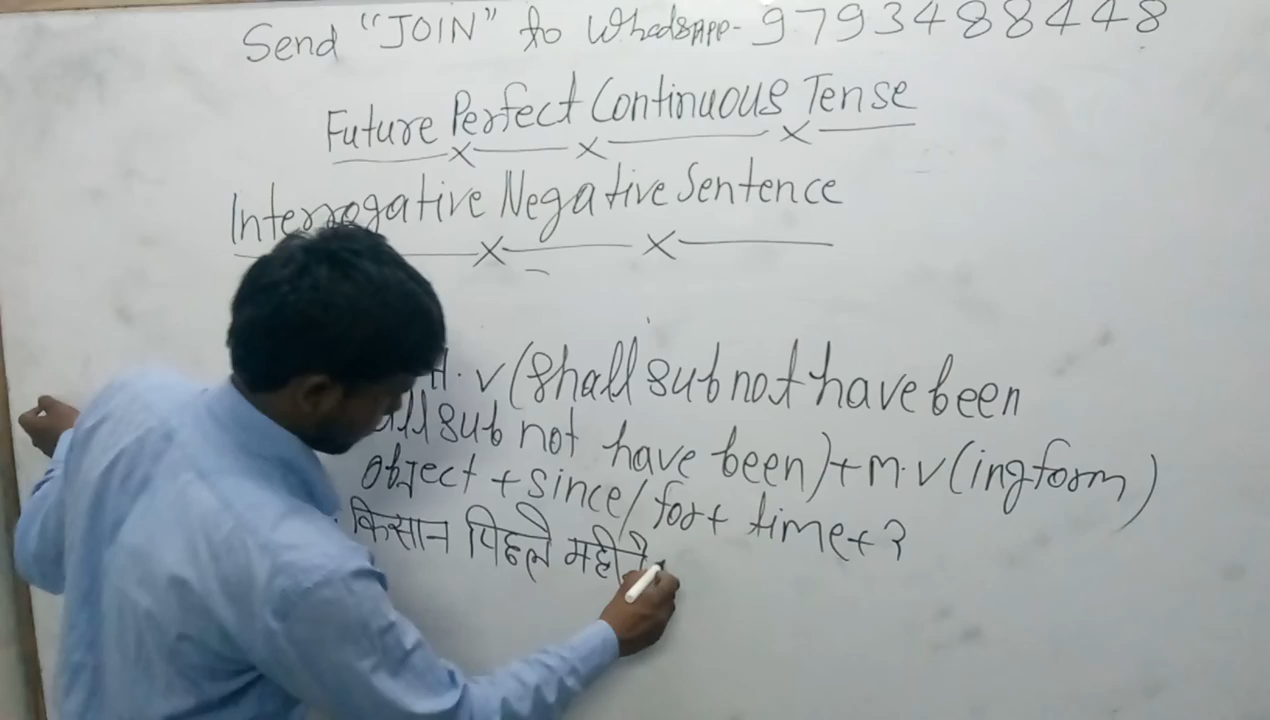 Send "JOIN" to Whatsapp- 9793488448
Future Perfect Continuous Tense
Interrogative Negative Sentence
H.v (Shall sub not have been
sub not have been) + m.v (ing form)
object + since/for + time + ?
किसान पिछले महीने